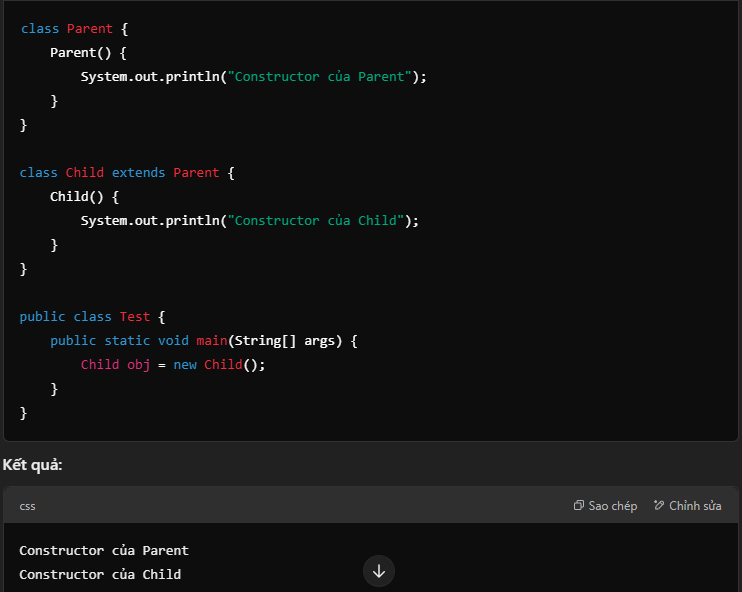 class Parent {
    Parent() {
        System.out.println("Constructor của Parent");
    }
}

class Child extends Parent {
    Child() {
        System.out.println("Constructor của Child");
    }
}

public class Test {
    public static void main(String[] args) {
        Child obj = new Child();
    }
}
Kết quả:
css Sao chép Chỉnh sửa
Constructor của Parent
Constructor của Child